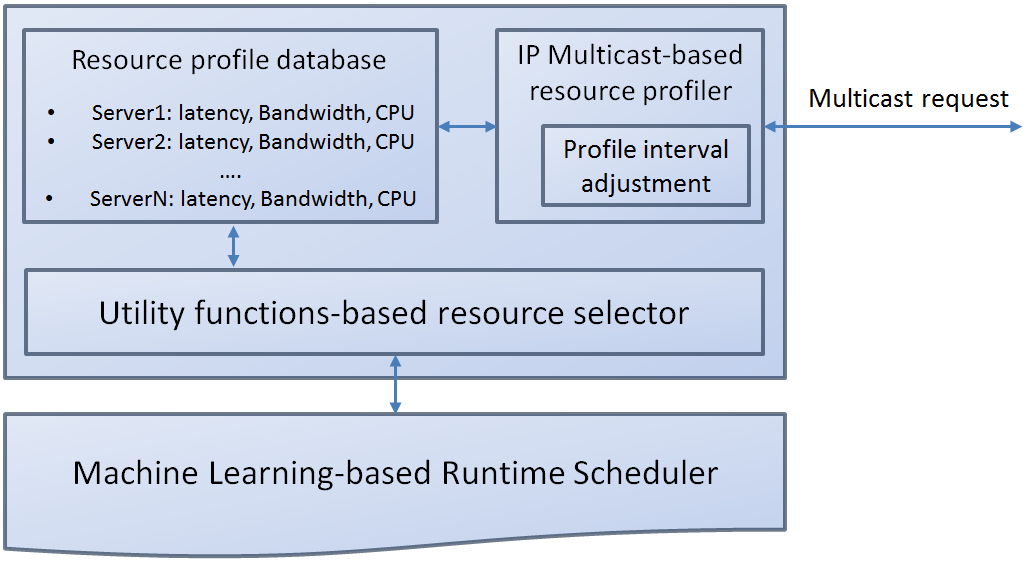 Resource profile database
• Server1: latency, Bandwidth, CPU
• Server2: latency, Bandwidth, CPU
....
• ServerN: latency, Bandwidth, CPU
IP Multicast-based
resource profiler
Profile interval
adjustment
Multicast request
Utility functions-based resource selector
Machine Learning-based Runtime Scheduler